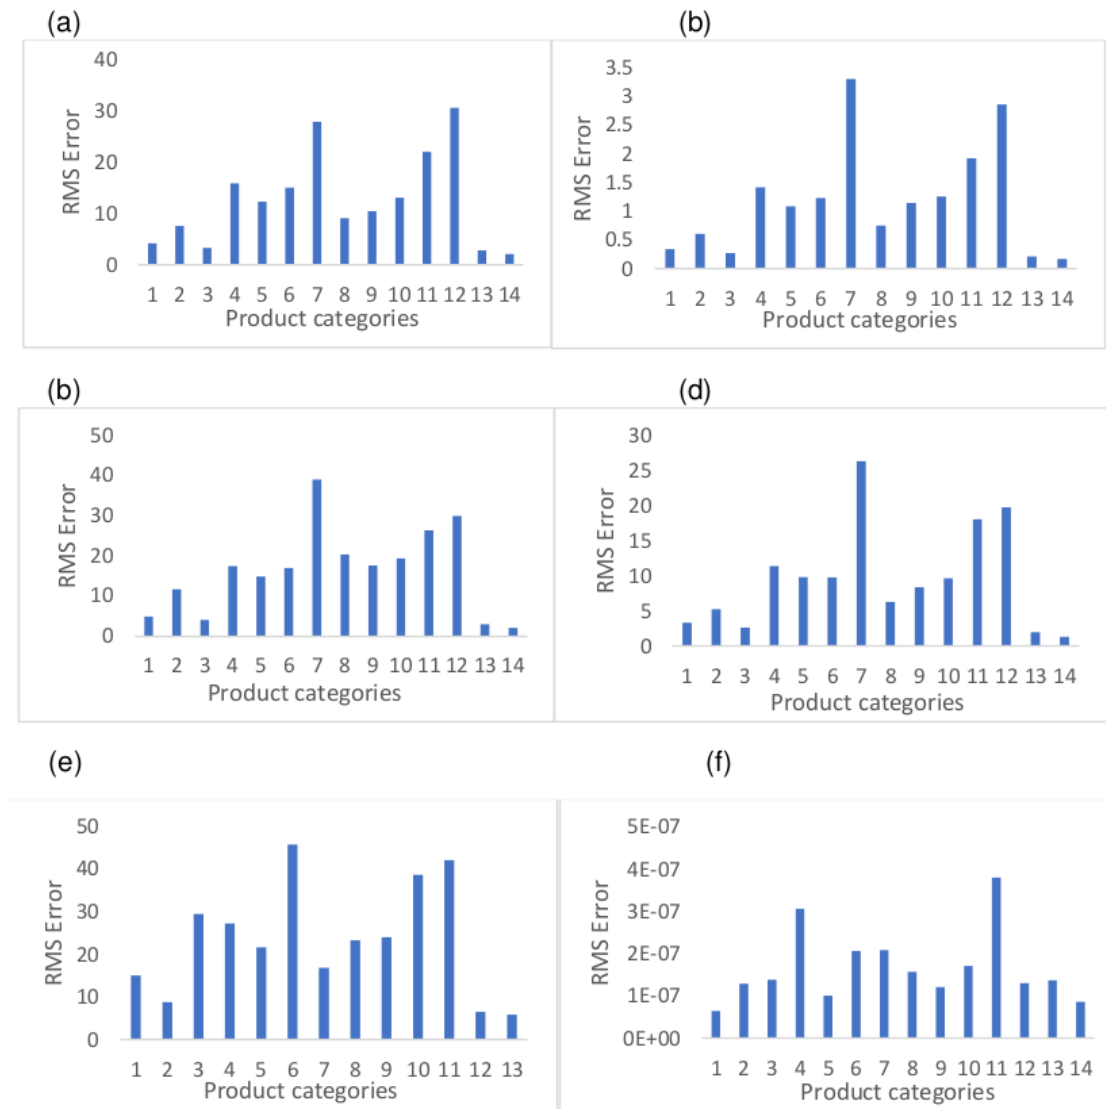 (a)
40
30
20
10
0
RMS Error
1 2 3 4 5 6 7 8 9 10 11 12 13 14
Product categories
(b)
3.5
3
2.5
2
1.5
1
0.5
0
RMS Error
1 2 3 4 5 6 7 8 9 10 11 12 13 14
Product categories
(b)
50
40
30
20
10
0
RMS Error
1 2 3 4 5 6 7 8 9 10 11 12 13 14
Product categories
(d)
30
25
20
15
10
5
0
RMS Error
1 2 3 4 5 6 7 8 9 10 11 12 13 14
Product categories
(e)
50
40
30
20
10
0
RMS Error
1 2 3 4 5 6 7 8 9 10 11 12 13
Product categories
(f)
5E-07
4E-07
3E-07
2E-07
1E-07
0E+00
RMS Error
1 2 3 4 5 6 7 8 9 10 11 12 13 14
Product categories